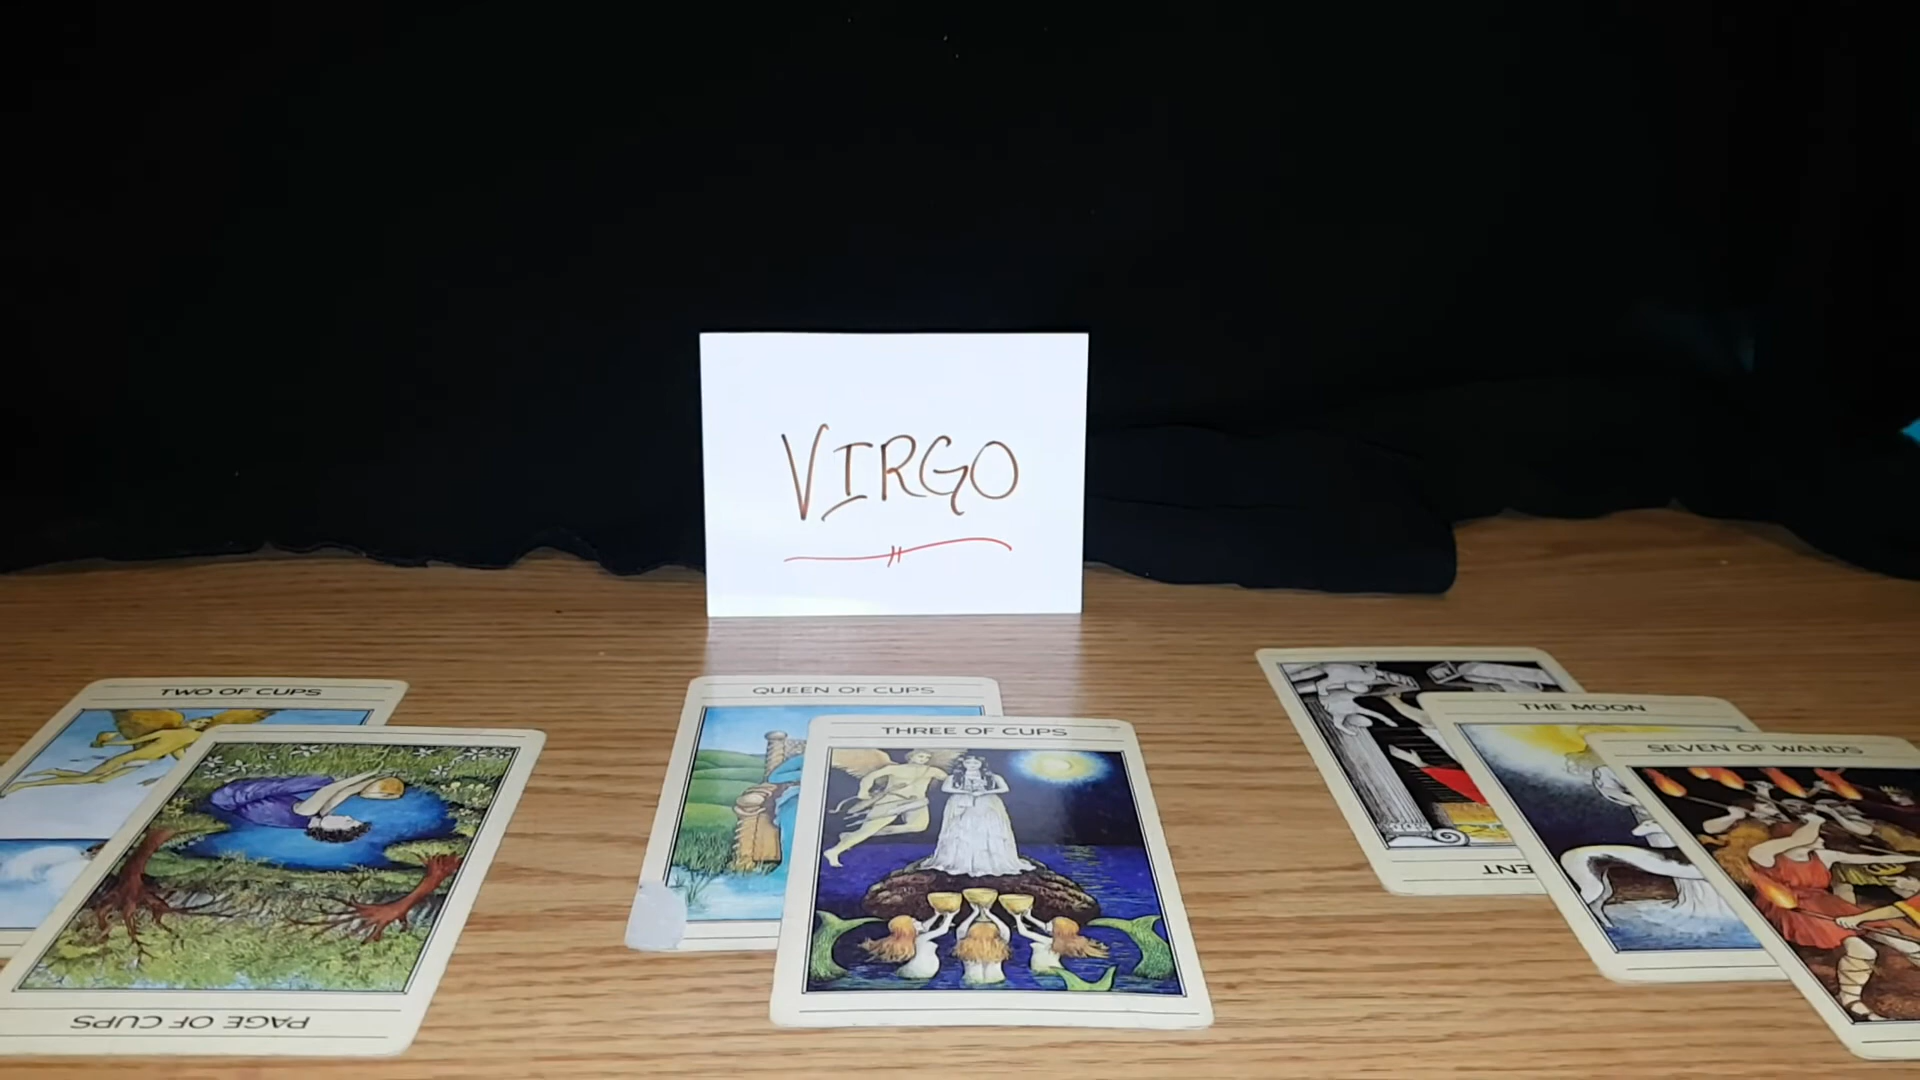 VIRGO
TWO OF CUPS
PAGE OF CUPS
QUEEN OF CUPS
THREE OF CUPS
THE MOON
SEVEN OF WANDS